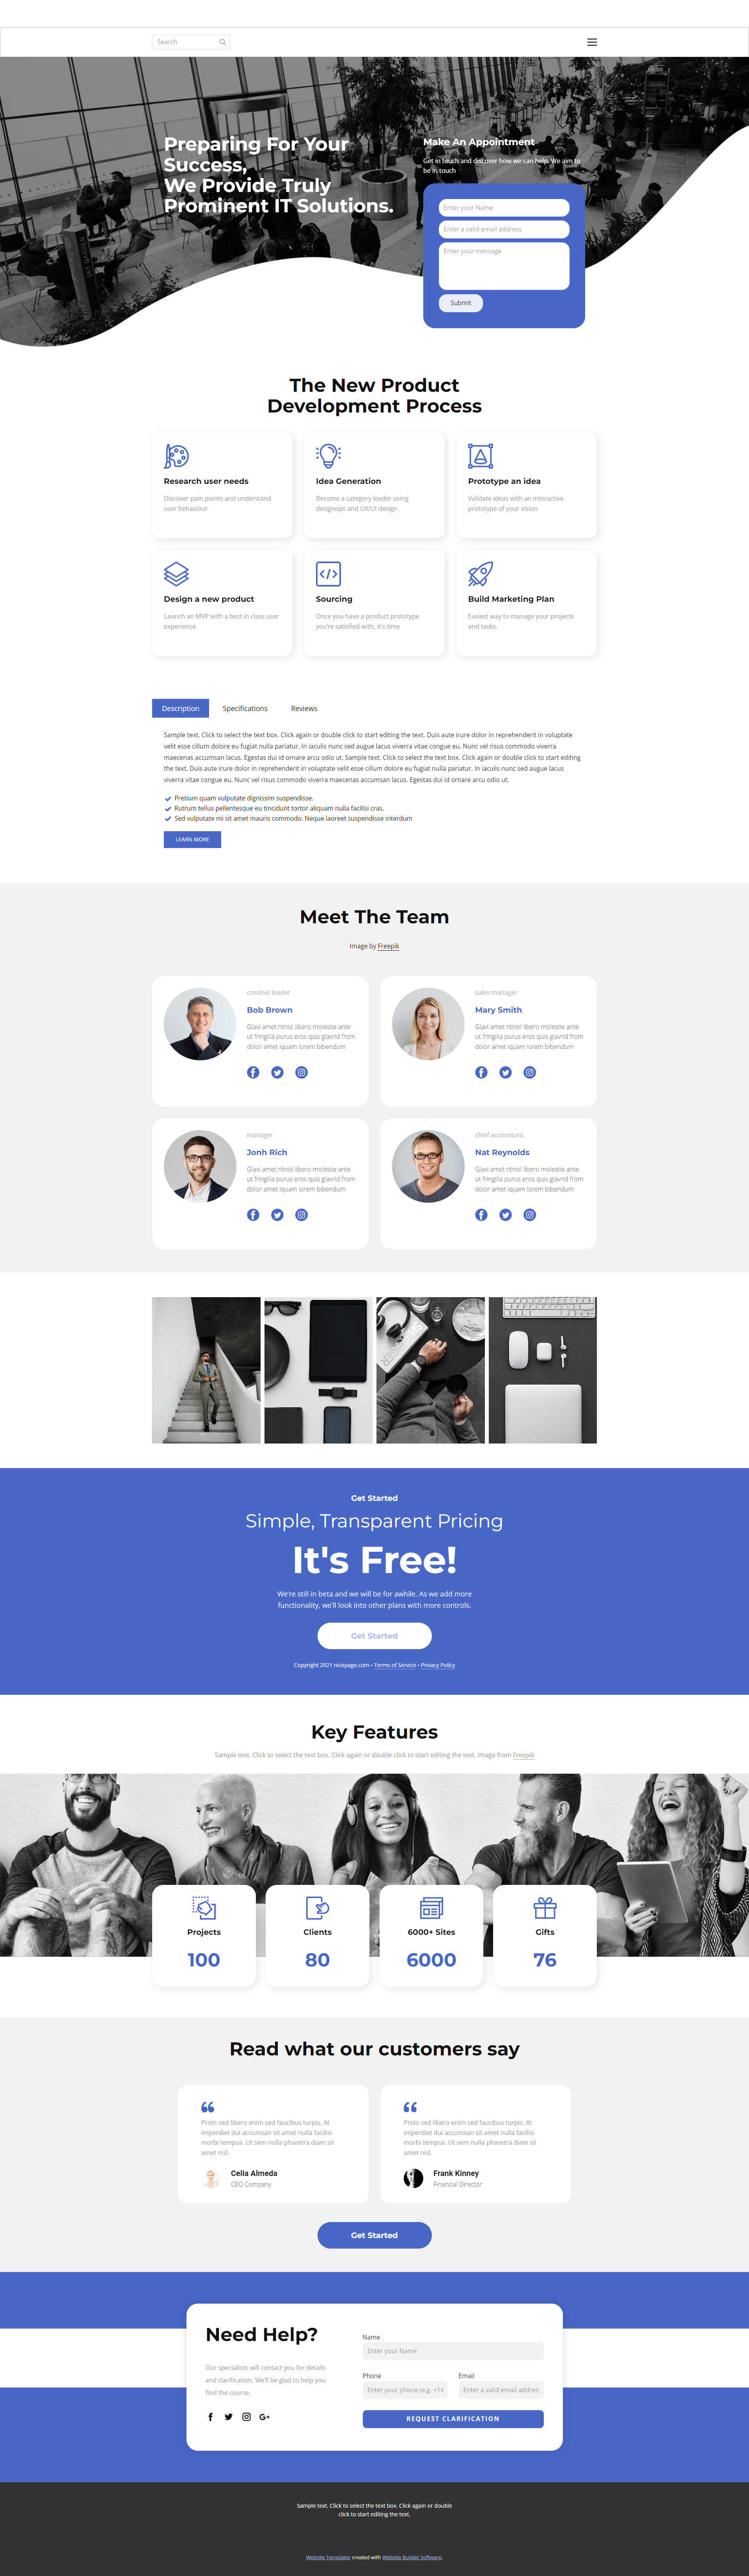 Search
Preparing For Your
Success,
We Provide Truly
Prominent IT Solutions.
Make An Appointment
Get in touch and discover how we can help. We aim to
be in touch
Enter your Name
Enter a valid email address
Enter your message
Submit
The New Product
Development Process
Research user needs
Discover pain points and understand
user behaviour
Idea Generation
Become a category leader using
designops and UX/UI design
Prototype an idea
Validate ideas with an interactive
prototype of your vision
Design a new product
Launch an MVP with a best in class user
experience
Sourcing
Once you have a product prototype
you're satisfied with, it's time
Build Marketing Plan
Easiest way to manage your projects
and tasks.
Description
Specifications
Reviews
Sample text. Click to select the text box. Click again or double click to start editing the text. Duis aute irure dolor in reprehenderit in voluptate
velit esse cillum dolore eu fugiat nulla pariatur. In iaculis nunc sed augue lacus viverra vitae congue eu. Nunc vel risus commodo viverra
maecenas accumsan lacus. Egestas dui id ornare arcu odio ut. Sample text. Click to select the text box. Click again or double click to start editing
the text. Duis aute irure dolor in reprehenderit in voluptate velit esse cillum dolore eu fugiat nulla pariatur. In iaculis nunc sed augue lacus
viverra vitae congue eu. Nunc vel risus commodo viverra maecenas accumsan lacus. Egestas dui id ornare arcu odio ut.
Pretium quam vulputate dignissim suspendisse.
Rutrum tellus pellentesque eu tincidunt tortor aliquam nulla facilisi cras.
Sed vulputate mi sit amet mauris commodo. Neque laoreet suspendisse interdum
LEARN MORE
Meet The Team
Image by Freepik
creative leader
Bob Brown
Glavi amet ritnisl libero molestie ante
ut fringilla purus eros quis glavrid from
dolor amet iquam lorem bibendum
sales manager
Mary Smith
Glavi amet ritnisl libero molestie ante
ut fringilla purus eros quis glavrid from
dolor amet iquam lorem bibendum
manager
Jonh Rich
Glavi amet ritnisl libero molestie ante
ut fringilla purus eros quis glavrid from
dolor amet iquam lorem bibendum
chief accountant
Nat Reynolds
Glavi amet ritnisl libero molestie ante
ut fringilla purus eros quis glavrid from
dolor amet iquam lorem bibendum
Get Started
Simple, Transparent Pricing
It's Free!
We're still in beta and we will be for awhile. As we add more
functionality, we'll look into other plans with more controls.
Get Started
Copyright 2021 nicepage.com • Terms of Service • Privacy Policy
Key Features
Sample text. Click to select the text box. Click again or double click to start editing the text. Image from Freepik
Projects
100
Clients
80
6000+ Sites
6000
Gifts
76
Read what our customers say
Proin sed libero enim sed faucibus turpis. At
imperdiet dui accumsan sit amet nulla facilisi
morbi tempus. Ut sem nulla pharetra diam sit
amet nisl.
Celia Almeda
CEO Company
Proin sed libero enim sed faucibus turpis. At
imperdiet dui accumsan sit amet nulla facilisi
morbi tempus. Ut sem nulla pharetra diam sit
amet nisl.
Frank Kinney
Financial Director
Get Started
Need Help?
Our specialists will contact you for details
and clarification. We'll be glad to help you
find the course.
Name
Enter your Name
Phone
Enter your phone (e.g. +14
Email
Enter a valid email addres
REQUEST CLARIFICATION
Sample text. Click to select the text box. Click again or double
click to start editing the text.
Website Templates created with Website Builder Software.